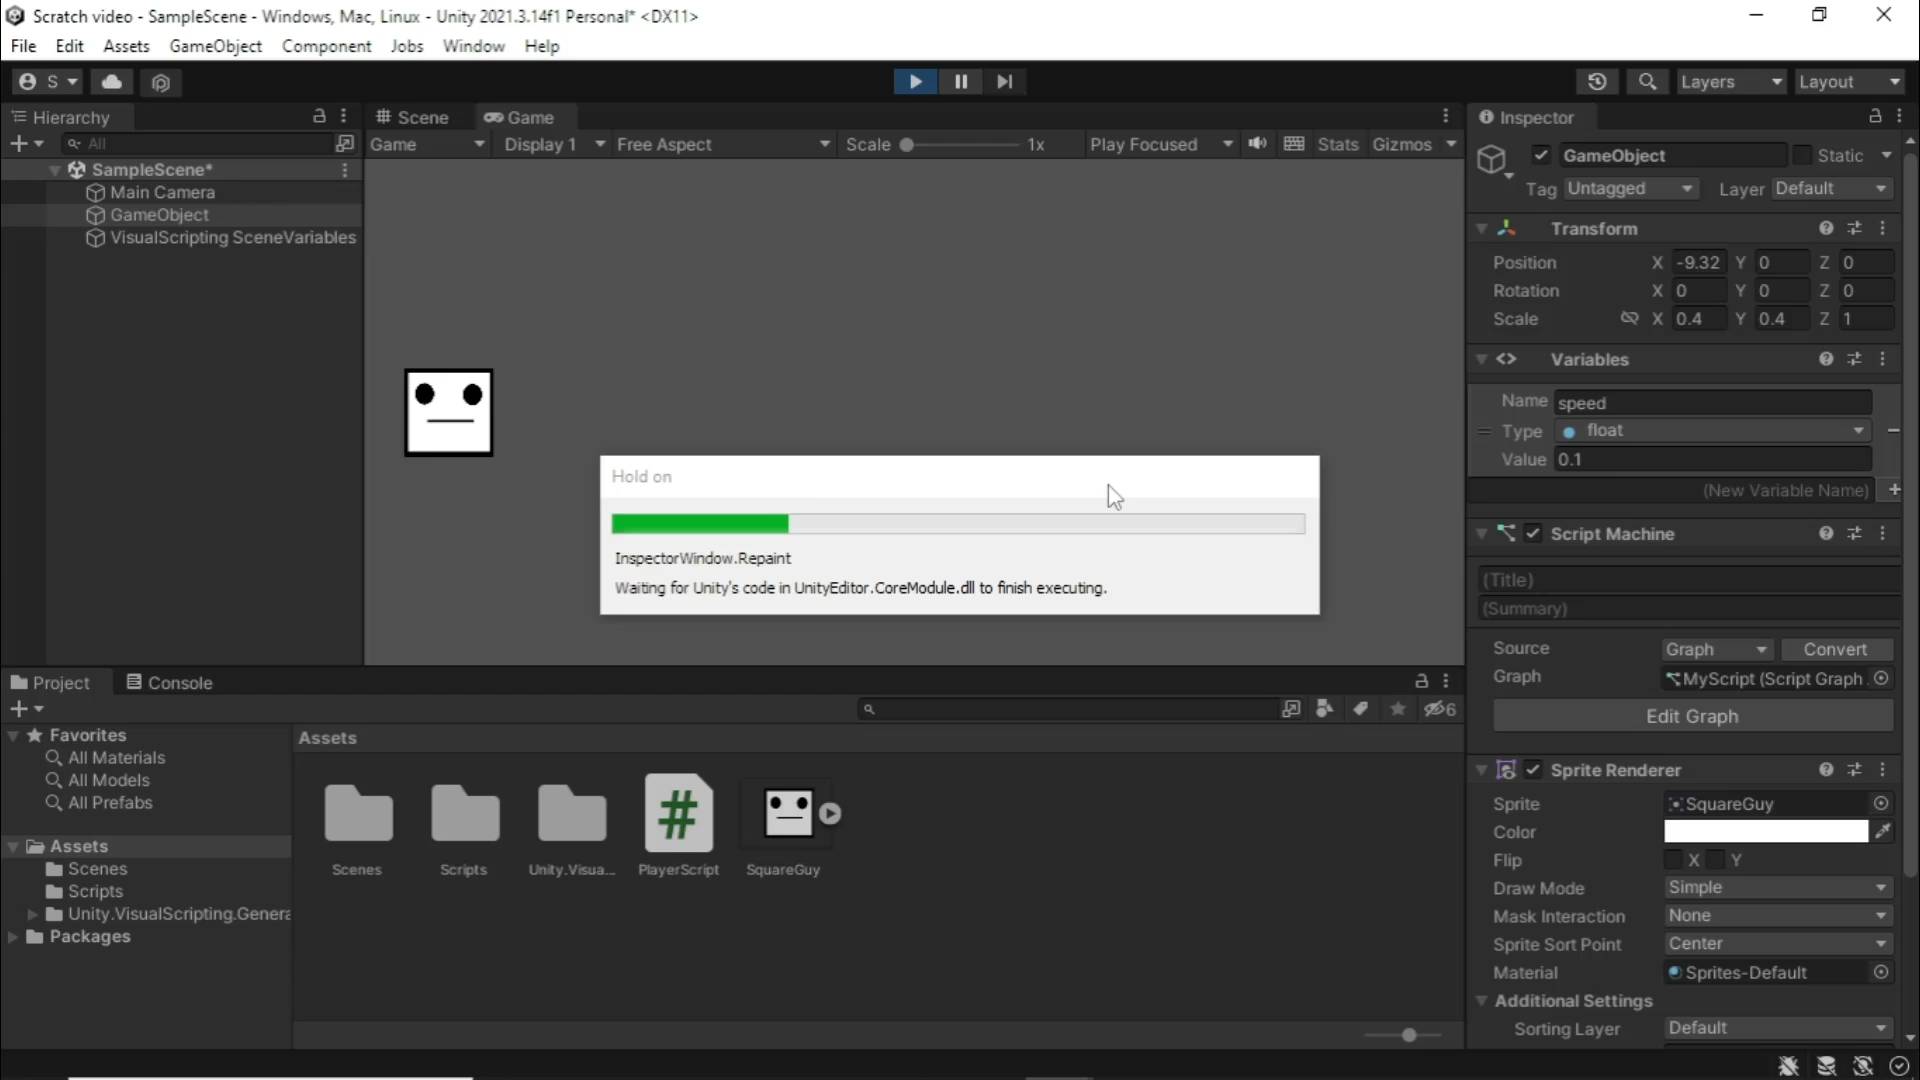 Scratch video - SampleScene - Windows, Mac, Linux - Unity 2021.3.14f1 Personal* <DX11>
File Edit Assets GameObject Component Jobs Window Help
S Layers Layout
Hierarchy
All
SampleScene*
Main Camera
GameObject
VisualScripting SceneVariables
Scene Game
Game Display 1 Free Aspect Scale 1x Play Focused Stats Gizmos
Hold on
InspectorWindow.Repaint
Waiting for Unity's code in UnityEditor.CoreModule.dll to finish executing.
Inspector
GameObject Static
Tag Untagged Layer Default
Transform
Position X -9.32 Y 0 Z 0
Rotation X 0 Y 0 Z 0
Scale X 0.4 Y 0.4 Z 1
Variables
Name speed
Type float
Value 0.1
(New Variable Name)
Script Machine
(Title)
(Summary)
Source Graph Convert
Graph MyScript (Script Graph
Edit Graph
Sprite Renderer
Sprite SquareGuy
Color
Flip X Y
Draw Mode Simple
Mask Interaction None
Sprite Sort Point Center
Material Sprites-Default
Additional Settings
Sorting Layer Default
Project Console
6
Favorites
All Materials
All Models
All Prefabs
Assets
Scenes
Scripts
Unity.VisualScripting.Genera
Packages
Assets
Scenes Scripts Unity.Visua... PlayerScript SquareGuy